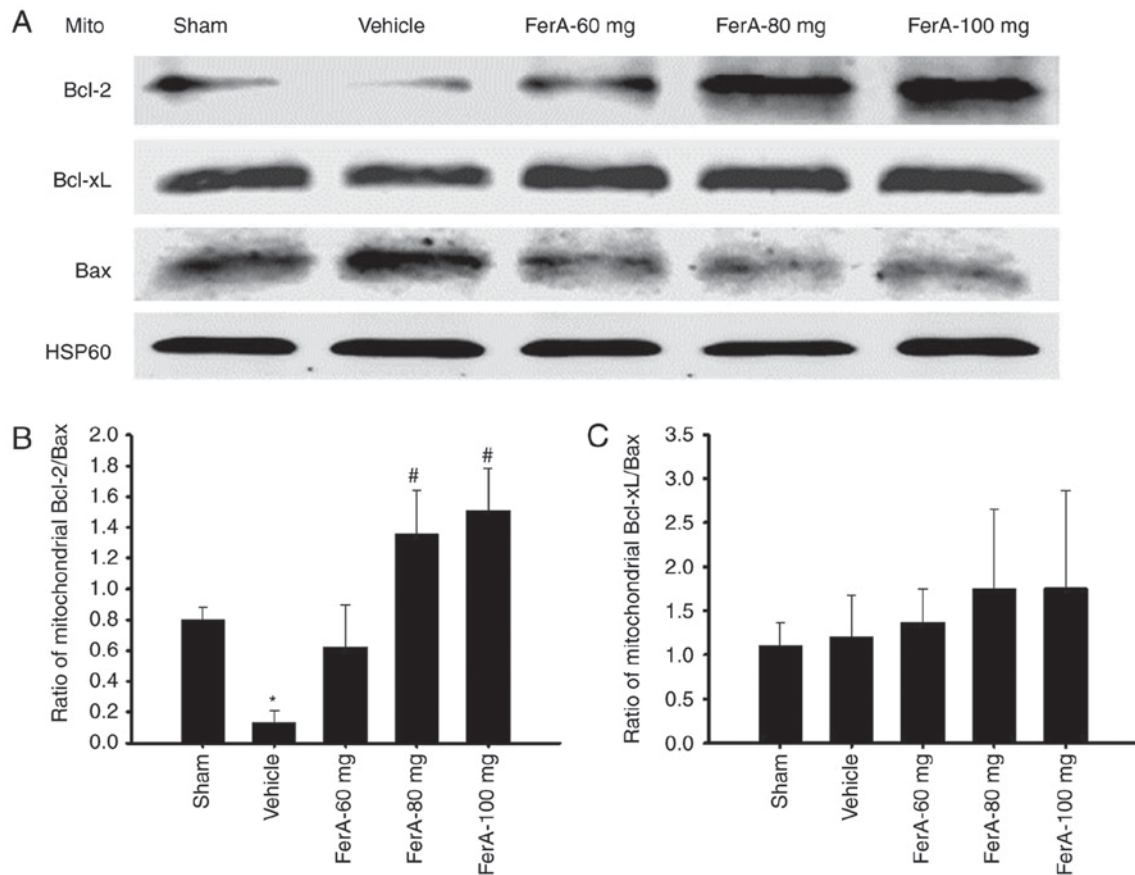 A Mito Sham Vehicle FerA-60 mg FerA-80 mg FerA-100 mg
Bcl-2
Bcl-xL
Bax
HSP60
B
Ratio of mitochondrial Bcl-2/Bax
2.0
1.8
1.6
1.4
1.2
1.0
0.8
0.6
0.4
0.2
0.0
*
#
#
Sham
Vehicle
FerA-60 mg
FerA-80 mg
FerA-100 mg
C
Ratio of mitochondrial Bcl-xL/Bax
3.5
3.0
2.5
2.0
1.5
1.0
0.5
0.0
Sham
Vehicle
FerA-60 mg
FerA-80 mg
FerA-100 mg